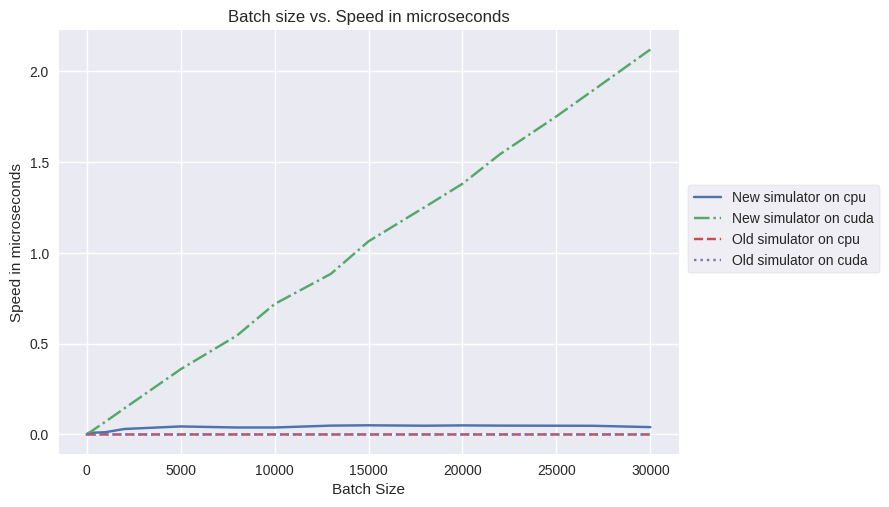 Batch size vs. Speed in microseconds
Speed in microseconds
2.0
1.5
1.0
0.5
0.0
0
5000
10000
15000
20000
25000
30000
Batch Size
New simulator on cpu
New simulator on cuda
Old simulator on cpu
Old simulator on cuda